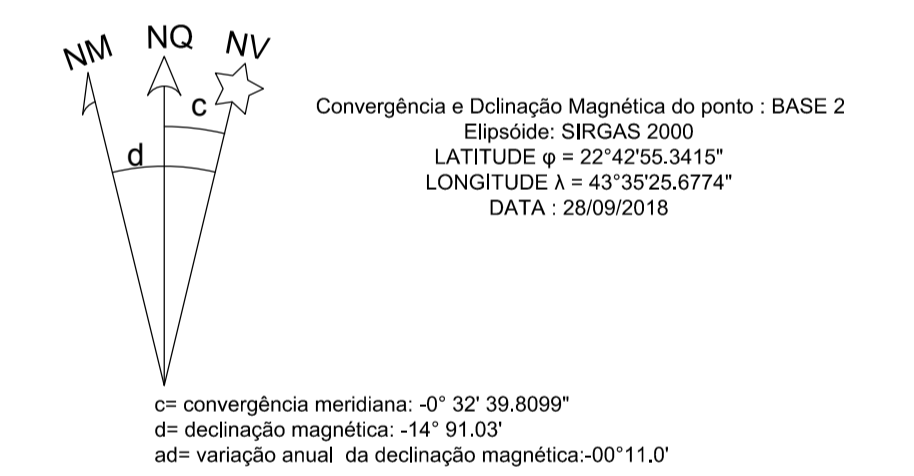 NM NQ NV
c
d
Convergência e Dclinação Magnética do ponto : BASE 2
Elipsóide: SIRGAS 2000
LATITUDE φ = 22°42'55.3415"
LONGITUDE λ = 43°35'25.6774"
DATA : 28/09/2018
c= convergência meridiana: -0° 32' 39.8099"
d= declinação magnética: -14° 91.03'
ad= variação anual da declinação magnética:-00°11.0'